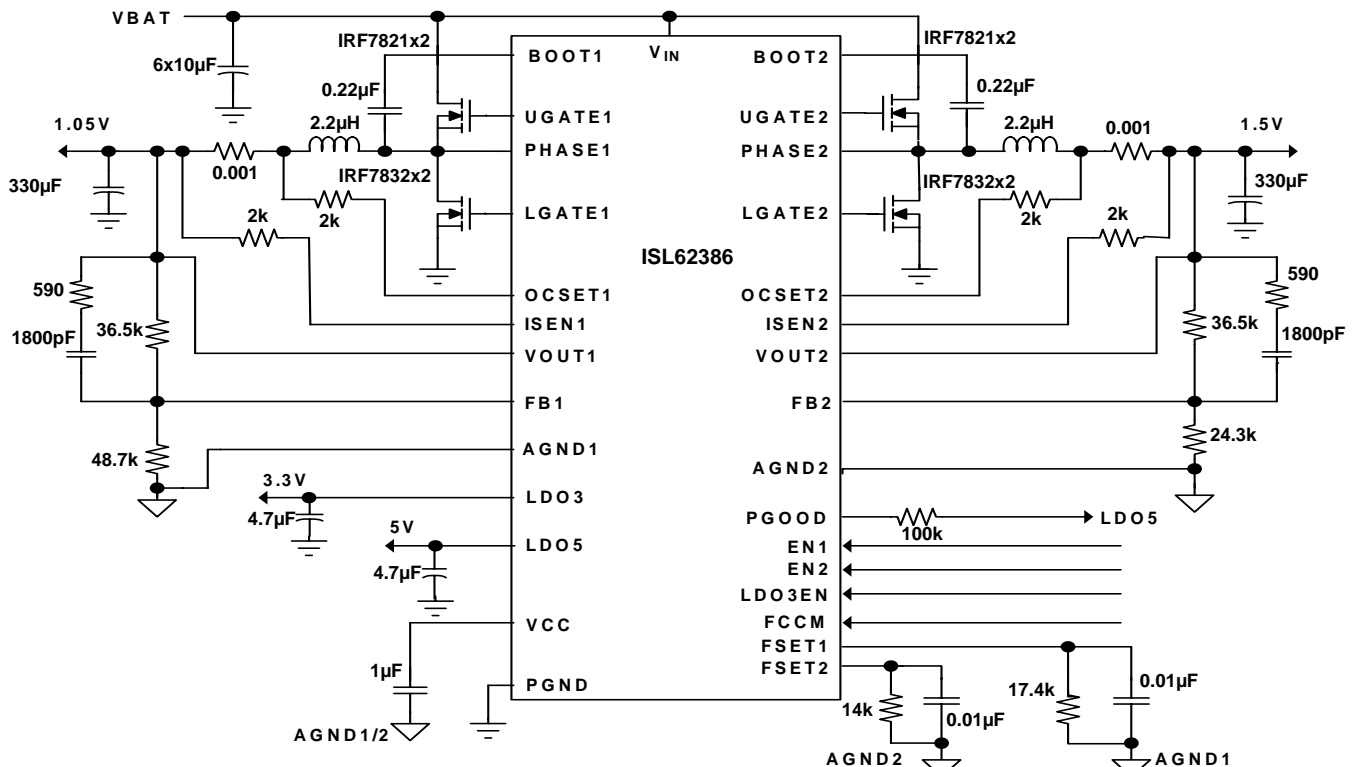 VBAT
6x10µF
IRF7821x2
BOOT1
VIN
BOOT2
IRF7821x2
0.22µF
UGATE1
UGATE2
0.22µF
1.05V
2.2µH
0.001
PHASE1
PHASE2
2.2µH
0.001
1.5V
330µF
IRF7832x2
2k
2k
LGATE1
LGATE2
IRF7832x2
2k
2k
330µF
ISL62386
590
1800pF
36.5k
OCSET1
ISEN1
VOUT1
FB1
OCSET2
ISEN2
VOUT2
FB2
36.5k
590
1800pF
48.7k
AGND1
AGND2
24.3k
3.3V
4.7µF
LDO3
PGOOD
100k
LDO5
5V
4.7µF
LDO5
EN1
EN2
LDO3EN
FCCM
VCC
FSET1
FSET2
1µF
PGND
AGND1/2
14k
0.01µF
AGND2
17.4k
0.01µF
AGND1